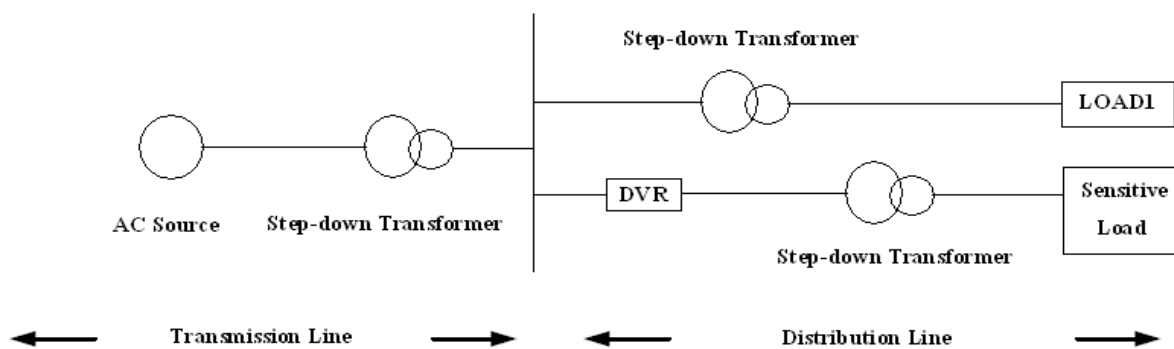 Step-down Transformer
LOAD1
DVR
Sensitive
Load
AC Source
Step-down Transformer
Step-down Transformer
Transmission Line
Distribution Line